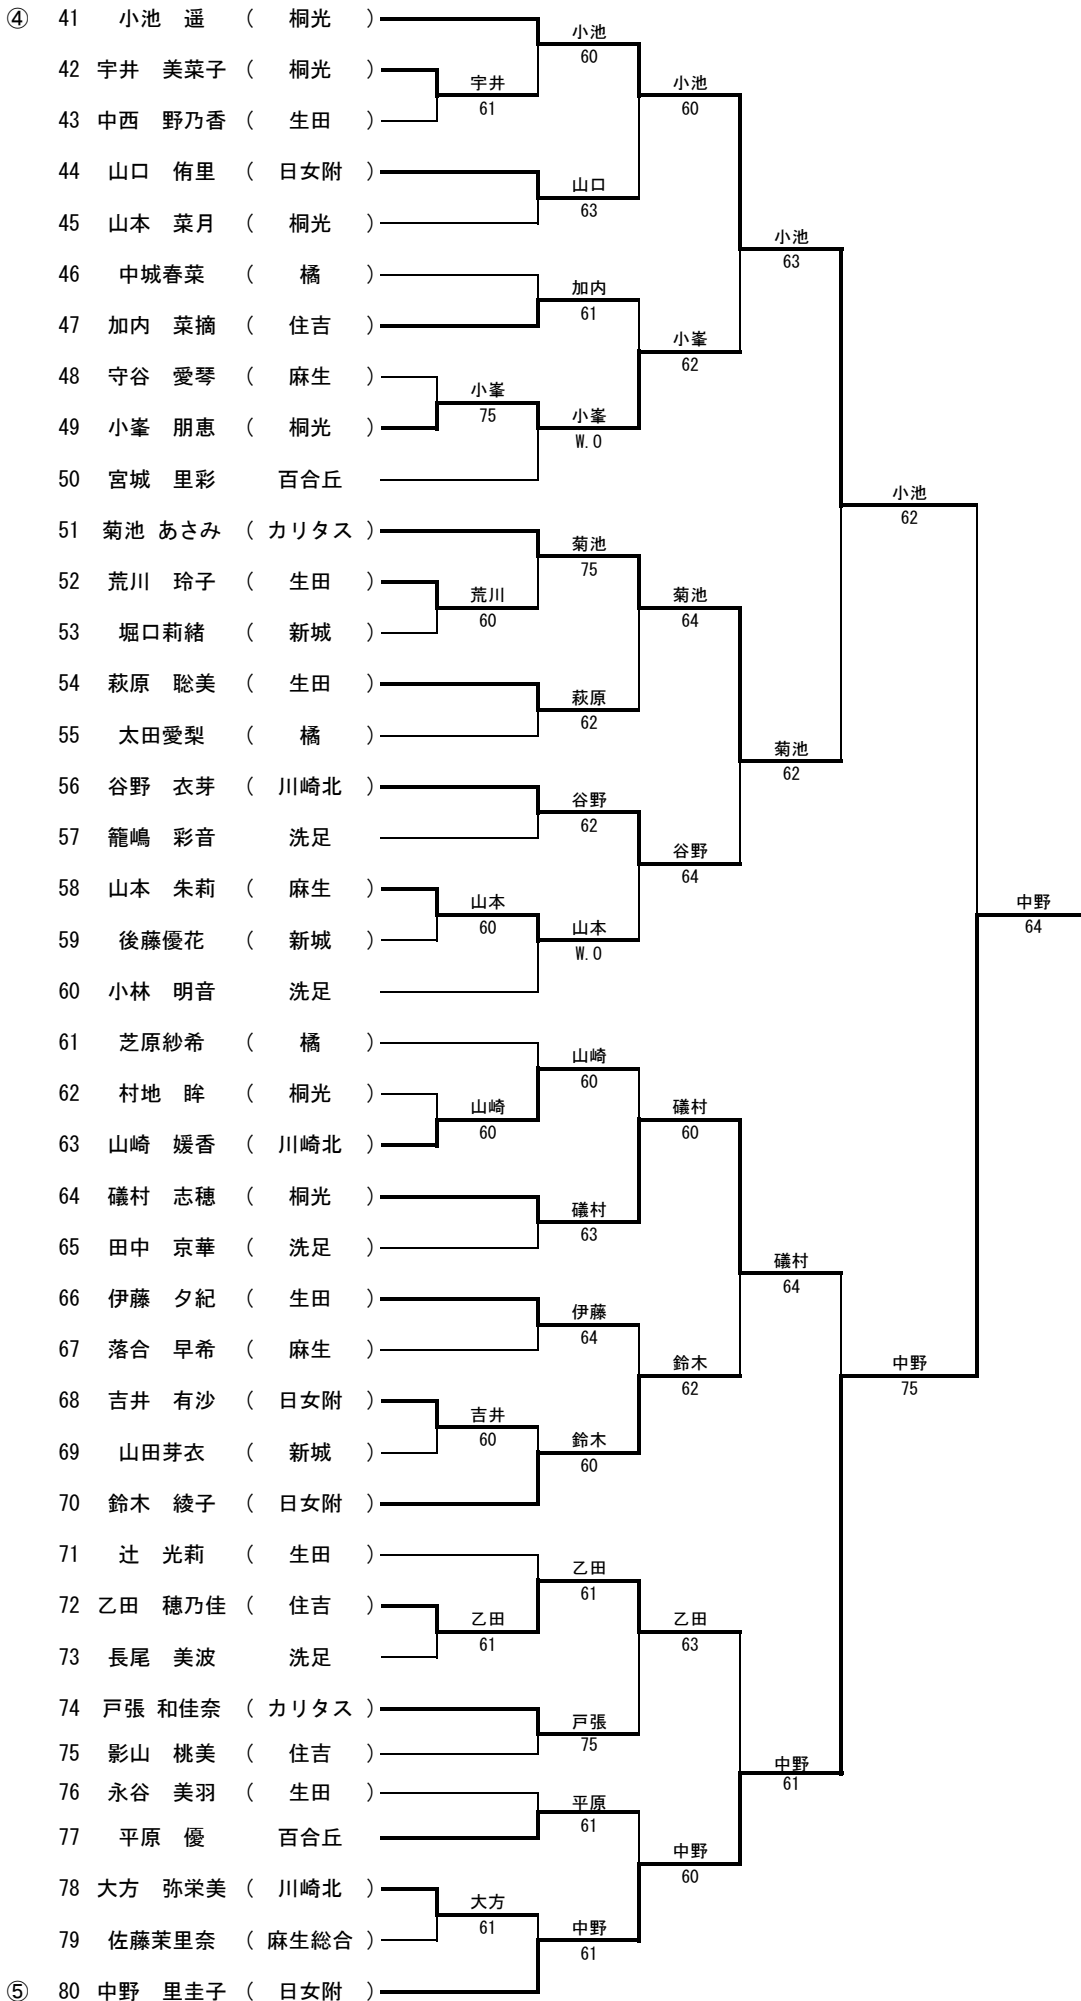 ④ 41 小池 遥 ( 桐光 )
小池
60
42 宇井 美菜子 ( 桐光 )
宇井
61
小池
60
43 中西 野乃香 ( 生田 )
44 山口 侑里 ( 日女附 )
山口
63
45 山本 菜月 ( 桐光 )
小池
63
46 中城春菜 ( 橘 )
加内
61
47 加内 菜摘 ( 住吉 )
小峯
62
48 守谷 愛琴 ( 麻生 )
小峯
75
49 小峯 朋恵 ( 桐光 )
小峯
W.O
50 宮城 里彩 百合丘
小池
62
51 菊池 あさみ ( カリタス )
菊池
75
52 荒川 玲子 ( 生田 )
荒川
60
菊池
64
53 堀口莉緒 ( 新城 )
54 萩原 聡美 ( 生田 )
萩原
62
55 太田愛梨 ( 橘 )
菊池
62
56 谷野 衣芽 ( 川崎北 )
谷野
62
57 籠嶋 彩音 洗足
谷野
64
58 山本 朱莉 ( 麻生 )
山本
60
中野
64
59 後藤優花 ( 新城 )
山本
W.O
60 小林 明音 洗足
61 芝原紗希 ( 橘 )
山崎
60
62 村地 眸 ( 桐光 )
山崎
60
礒村
60
63 山崎 媛香 ( 川崎北 )
64 礒村 志穂 ( 桐光 )
礒村
63
65 田中 京華 ( 洗足 )
礒村
64
66 伊藤 夕紀 ( 生田 )
伊藤
64
67 落合 早希 ( 麻生 )
鈴木
62
中野
75
68 吉井 有沙 ( 日女附 )
吉井
60
69 山田芽衣 ( 新城 )
鈴木
60
70 鈴木 綾子 ( 日女附 )
71 辻 光莉 ( 生田 )
乙田
61
72 乙田 穂乃佳 ( 住吉 )
乙田
61
乙田
63
73 長尾 美波 洗足
74 戸張 和佳奈 ( カリタス )
戸張
75
75 影山 桃美 ( 住吉 )
中野
61
76 永谷 美羽 ( 生田 )
平原
61
77 平原 優 百合丘
中野
60
78 大方 弥栄美 ( 川崎北 )
大方
61
79 佐藤茉里奈 ( 麻生総合 )
中野
61
⑤ 80 中野 里圭子 ( 日女附 )